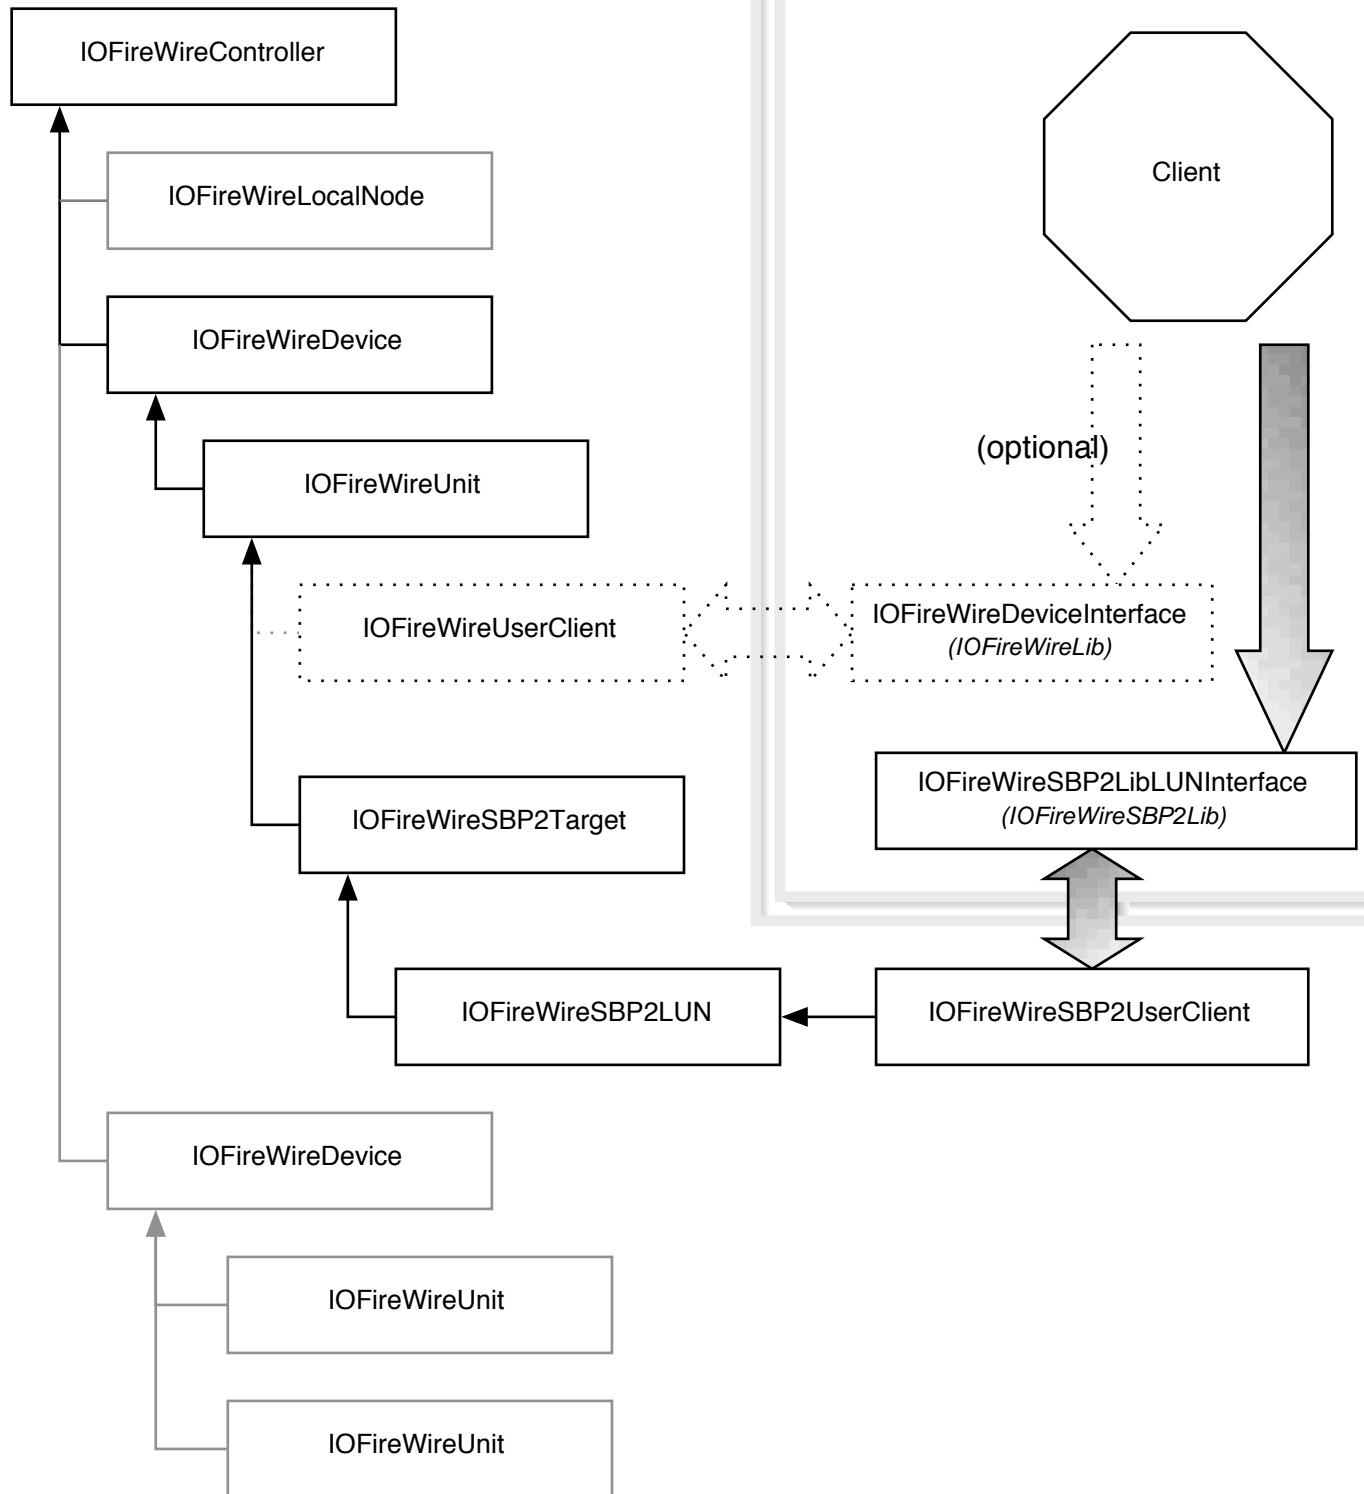 IOFireWireController
Client
IOFireWireLocalNode
IOFireWireDevice
(optional)
IOFireWireUnit
IOFireWireUserClient
IOFireWireDeviceInterface
(IOFireWireLib)
IOFireWireSBP2Target
IOFireWireSBP2LibLUNInterface
(IOFireWireSBP2Lib)
IOFireWireSBP2LUN
IOFireWireSBP2UserClient
IOFireWireDevice
IOFireWireUnit
IOFireWireUnit